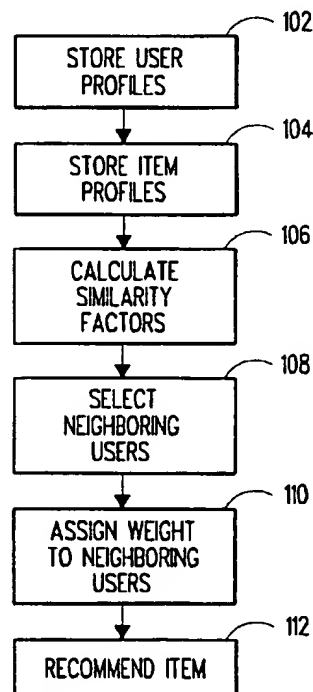 102
STORE USER
PROFILES
104
STORE ITEM
PROFILES
106
CALCULATE
SIMILARITY
FACTORS
108
SELECT
NEIGHBORING
USERS
110
ASSIGN WEIGHT
TO NEIGHBORING
USERS
112
RECOMMEND ITEM